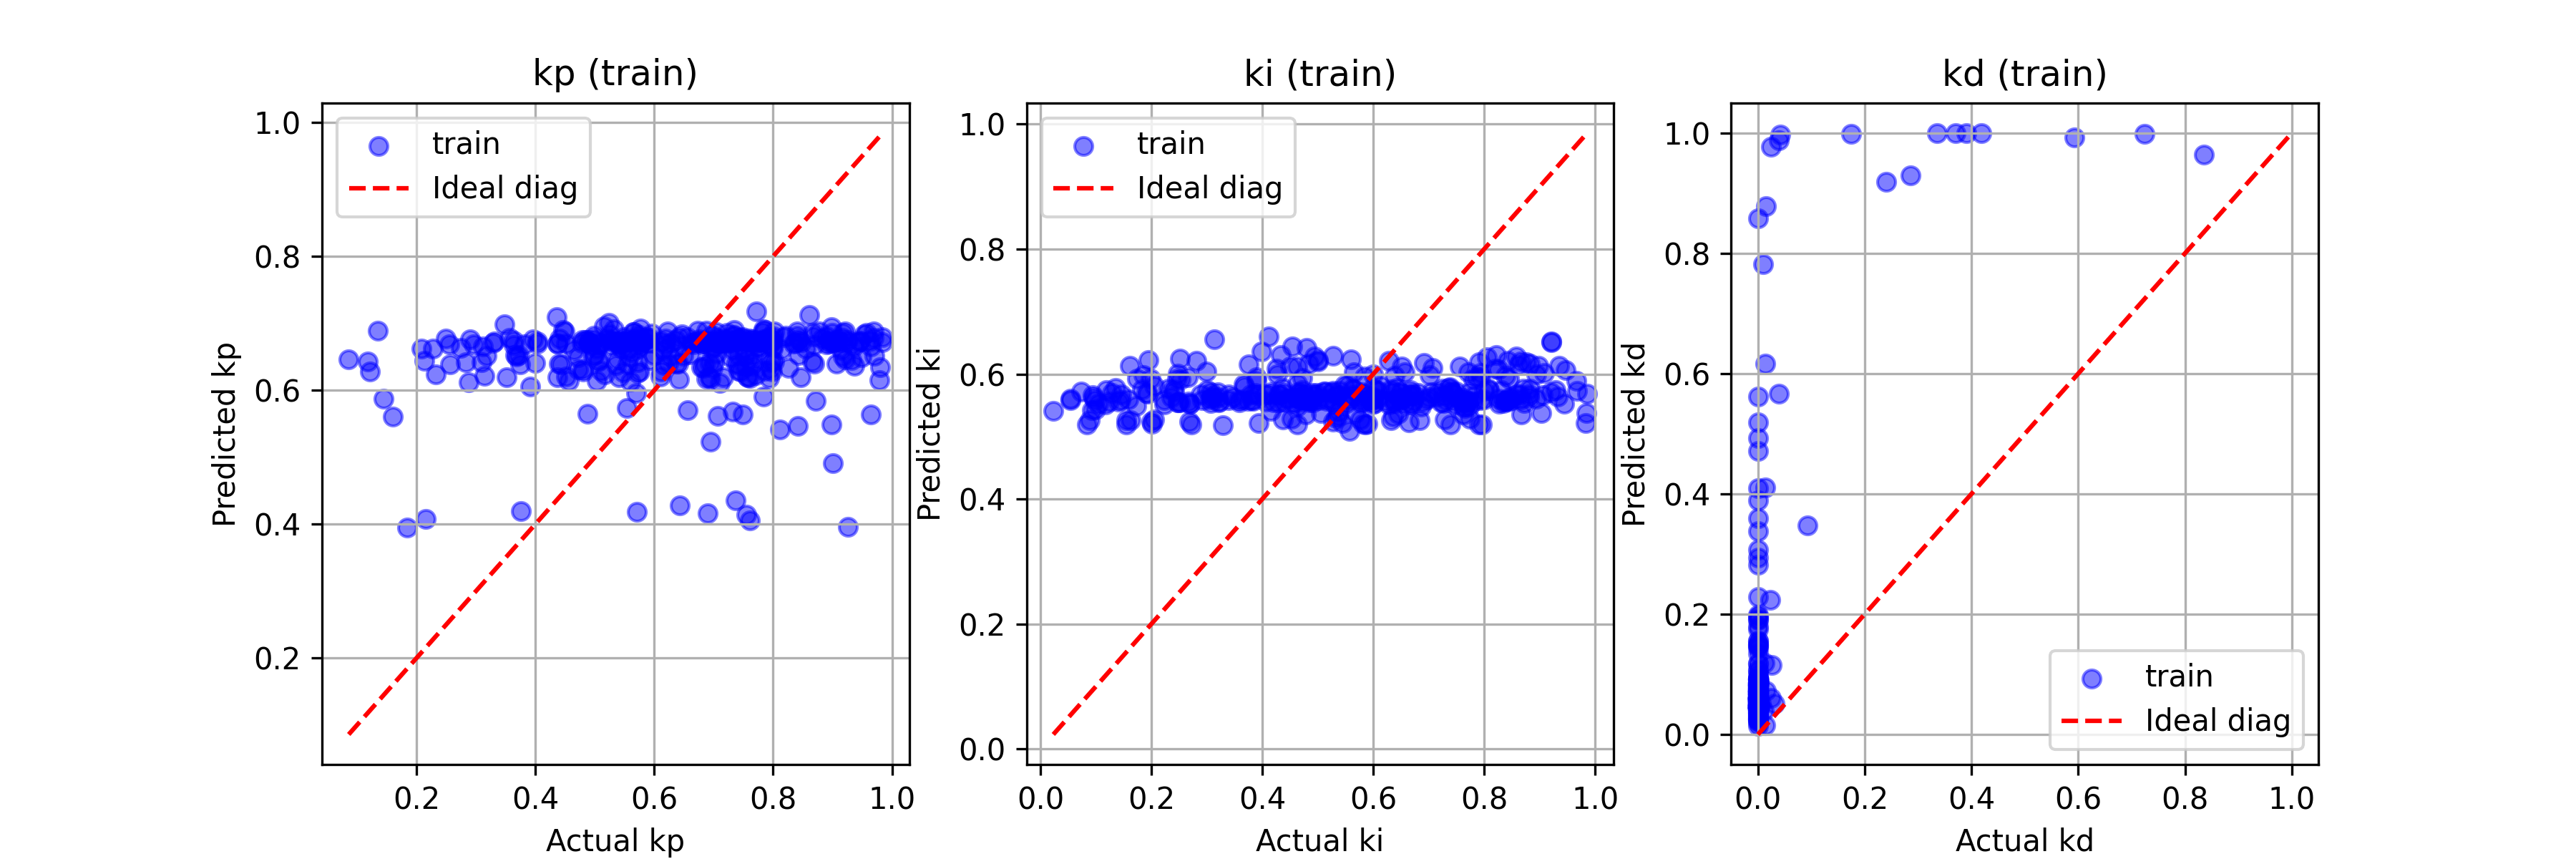 kp (train)
1.0
0.8
0.6
0.4
0.2
Predicted kp
train
Ideal diag
0.2 0.4 0.6 0.8 1.0
Actual kp
ki (train)
1.0
0.8
0.6
0.4
0.2
0.0
Predicted ki
train
Ideal diag
0.0 0.2 0.4 0.6 0.8 1.0
Actual ki
kd (train)
1.0
0.8
0.6
0.4
0.2
0.0
Predicted kd
train
Ideal diag
0.0 0.2 0.4 0.6 0.8 1.0
Actual kd